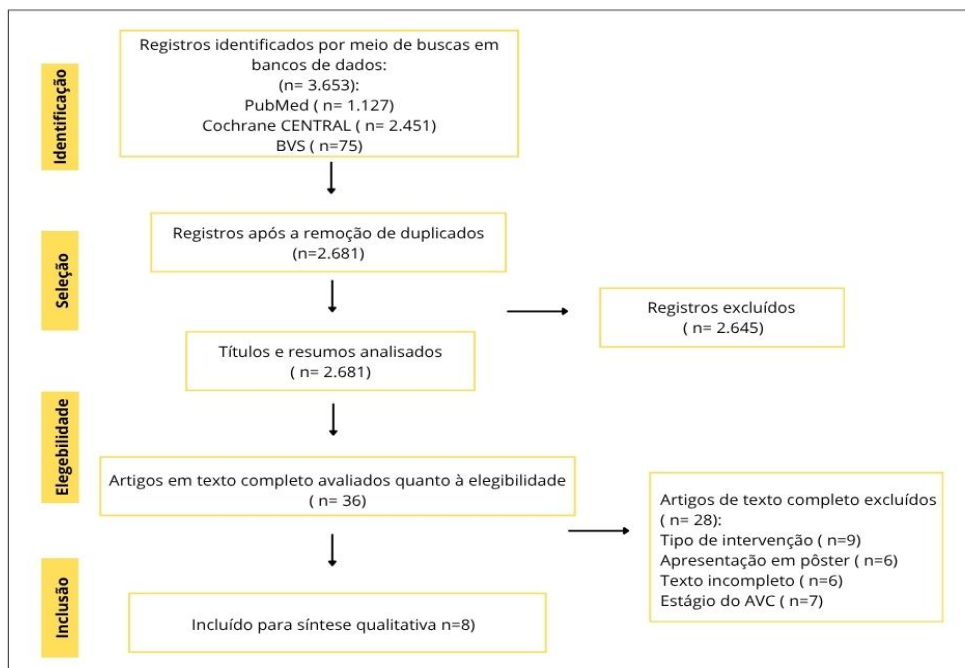 Identificação
Registros identificados por meio de buscas em
bancos de dados:
(n= 3.653):
PubMed ( n= 1.127)
Cochrane CENTRAL ( n= 2.451)
BVS ( n=75)
Seleção
Registros após a remoção de duplicados
(n=2.681)
Registros excluídos
( n= 2.645)
Títulos e resumos analisados
( n= 2.681)
Elegebilidade
Artigos em texto completo avaliados quanto à elegibilidade
( n= 36)
Artigos de texto completo excluídos
( n= 28):
Tipo de intervenção ( n=9)
Apresentação em pôster ( n=6)
Texto incompleto ( n=6)
Estágio do AVC ( n=7)
Inclusão
Incluído para síntese qualitativa n=8)